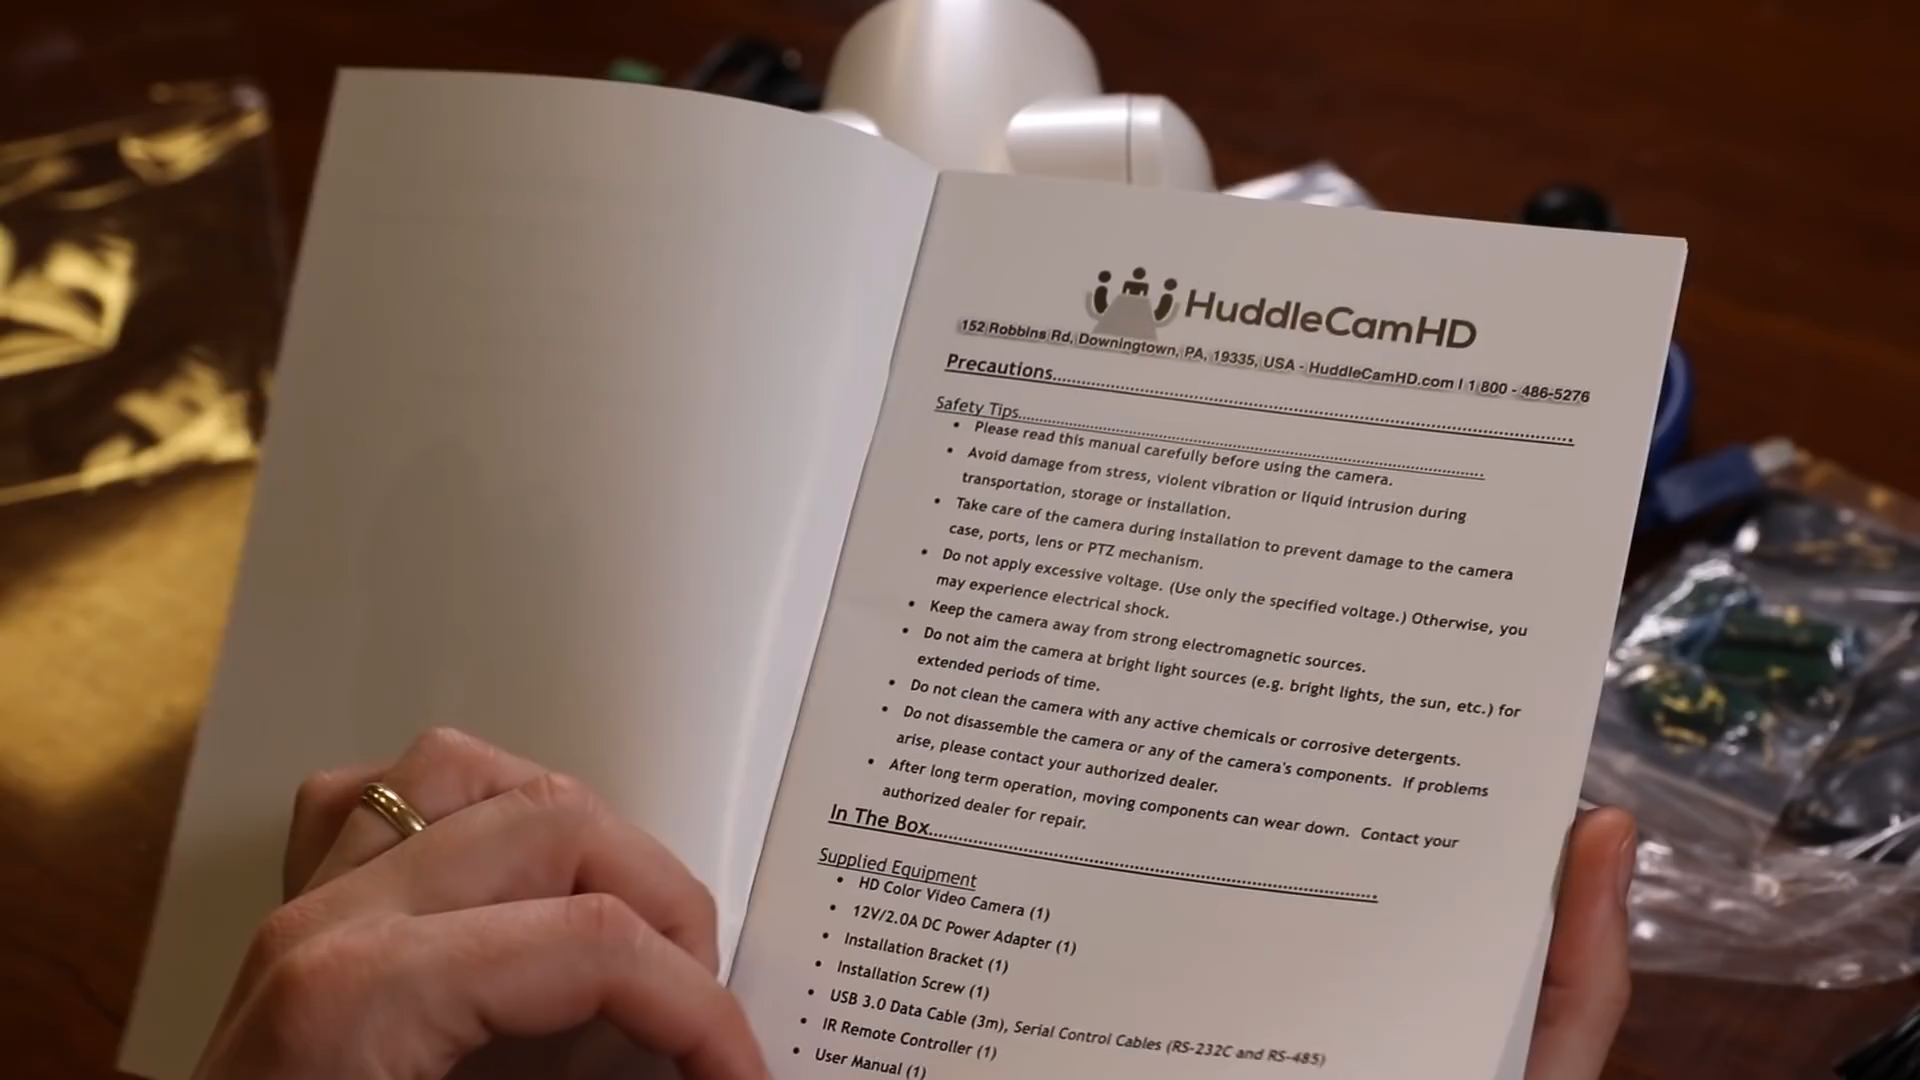 HuddleCamHD
152 Robbins Rd, Downingtown, PA, 19335, USA - HuddleCamHD.com | 1 800 - 486-5276
Precautions
Safety Tips
• Please read this manual carefully before using the camera.
• Avoid damage from stress, violent vibration or liquid intrusion during
transportation, storage or installation.
• Take care of the camera during installation to prevent damage to the camera
case, ports, lens or PTZ mechanism.
• Do not apply excessive voltage. (Use only the specified voltage.) Otherwise, you
may experience electrical shock.
• Keep the camera away from strong electromagnetic sources.
• Do not aim the camera at bright light sources (e.g. bright lights, the sun, etc.) for
extended periods of time.
• Do not clean the camera with any active chemicals or corrosive detergents.
• Do not disassemble the camera or any of the camera's components. If problems
arise, please contact your authorized dealer.
• After long term operation, moving components can wear down. Contact your
authorized dealer for repair.
In The Box
Supplied Equipment
• HD Color Video Camera (1)
• 12V/2.0A DC Power Adapter (1)
• Installation Bracket (1)
• Installation Screw (1)
• USB 3.0 Data Cable (3m), Serial Control Cables (RS-232C and RS-485)
• IR Remote Controller (1)
• User Manual (1)